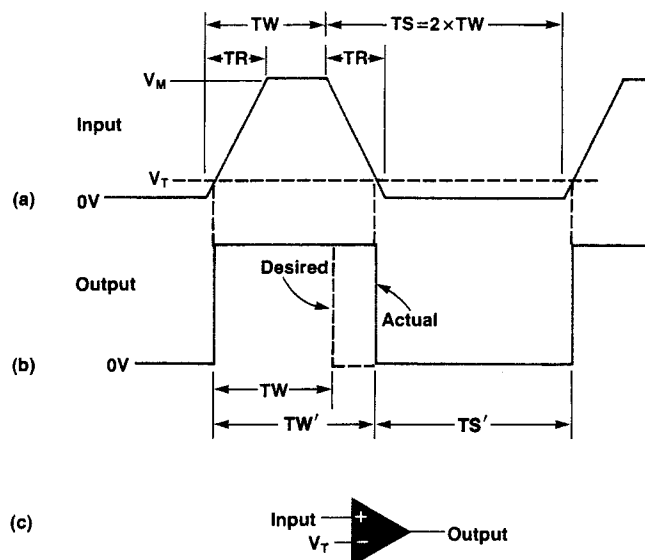 TW
TS=2×TW
TR
TR
V_M
Input
V_T
(a)
0V
Output
Desired
Actual
(b)
0V
TW
TW′
TS′
(c)
Input
+
Output
V_T
−